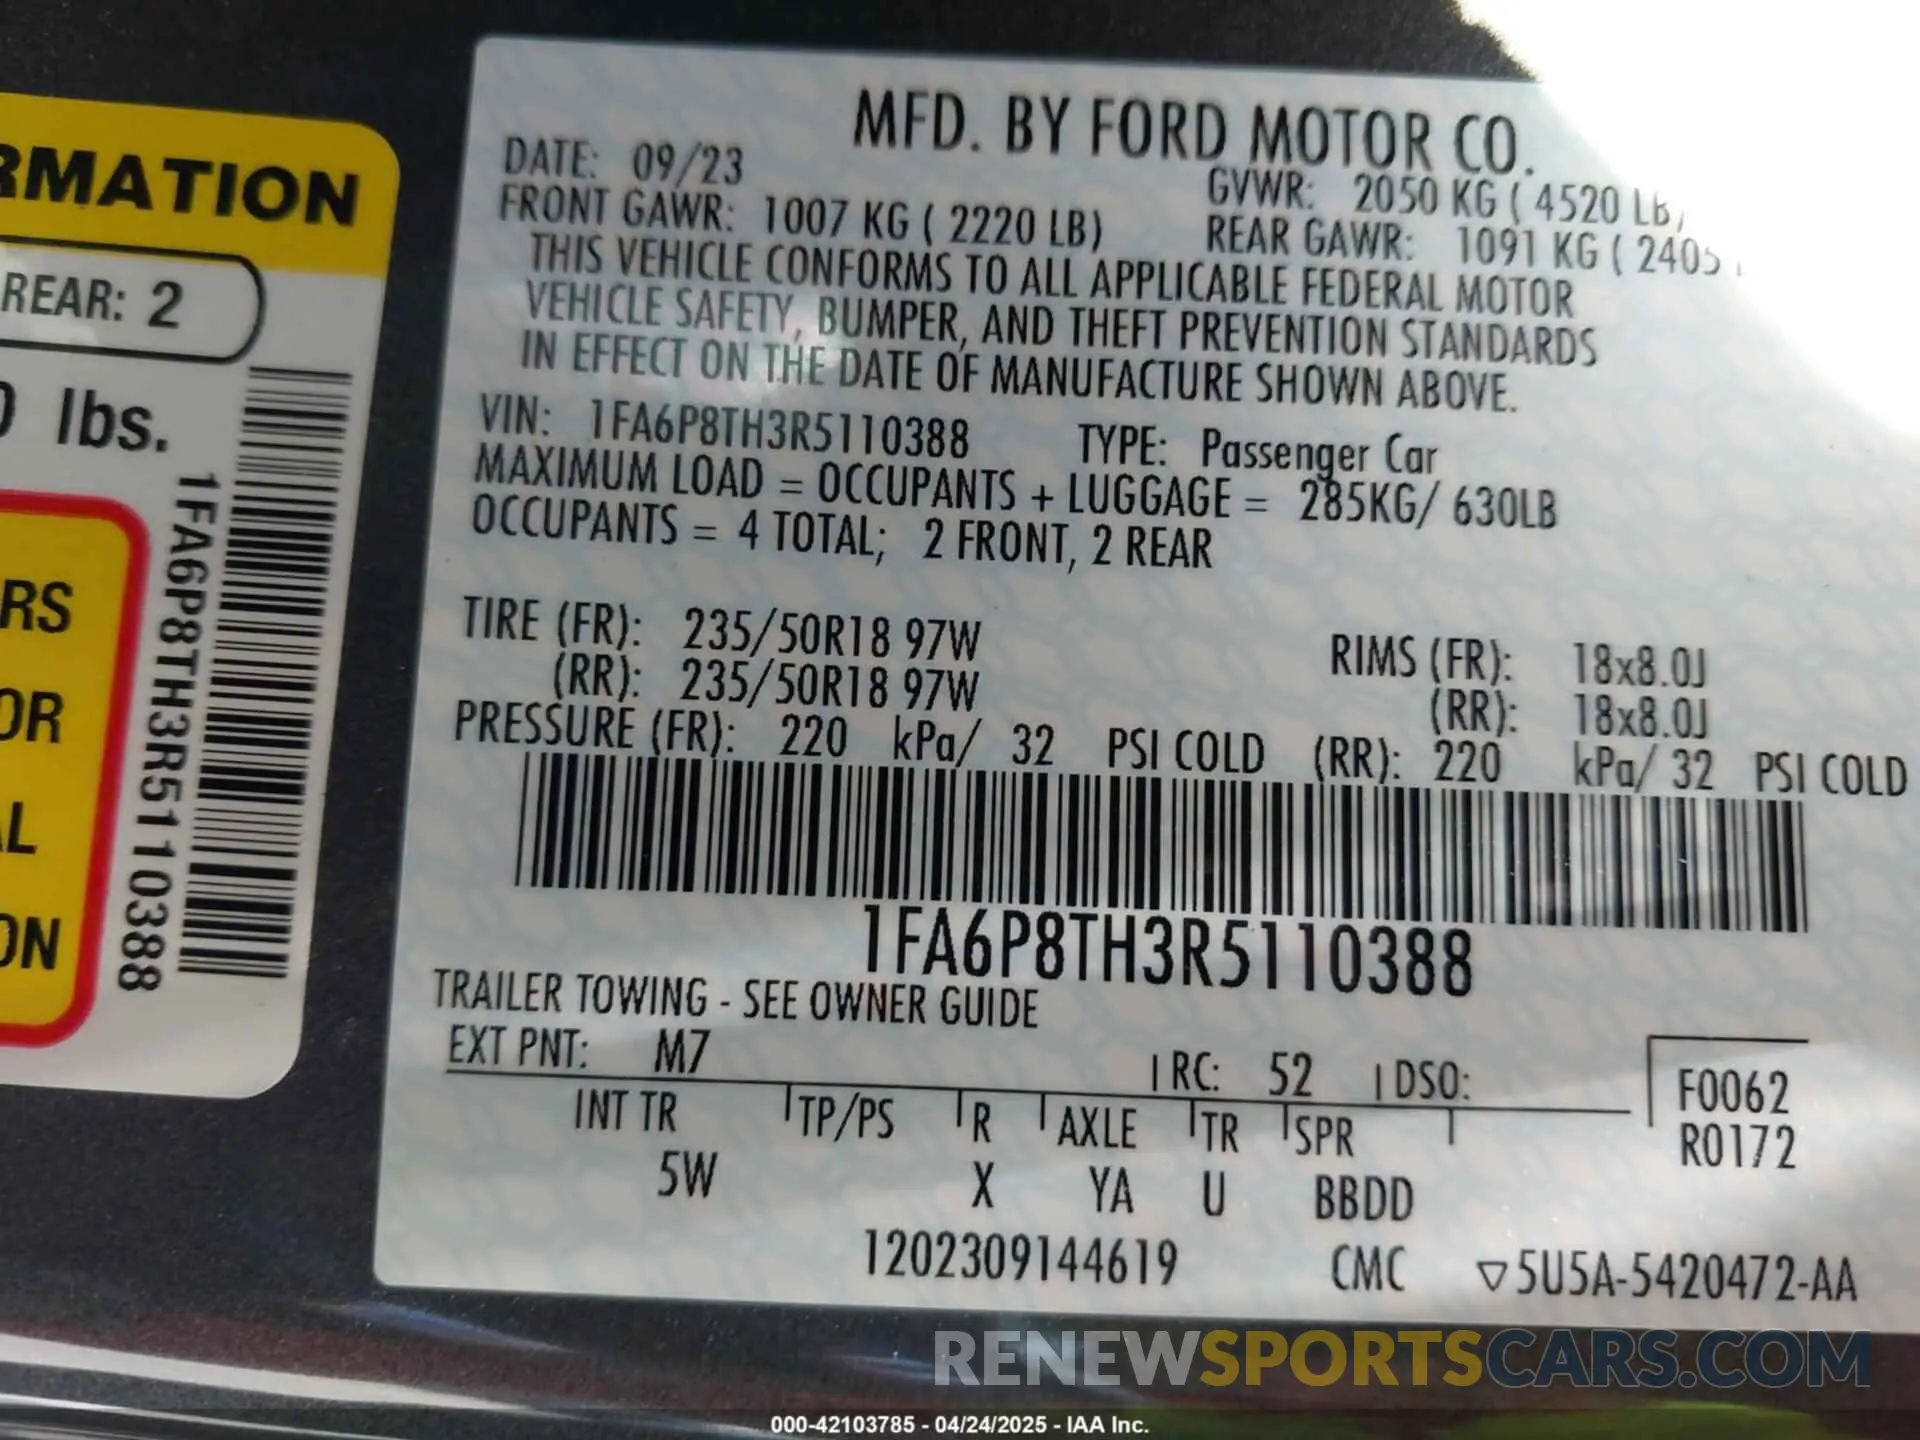 RMATION
REAR: 2
lbs.
RS
OR
AL
ON
1FA6P8TH3R5110388
MFD. BY FORD MOTOR CO.
DATE: 09/23
GVWR: 2050 KG ( 4520 LB)
FRONT GAWR: 1007 KG ( 2220 LB)
REAR GAWR: 1091 KG ( 2405
THIS VEHICLE CONFORMS TO ALL APPLICABLE FEDERAL MOTOR
VEHICLE SAFETY, BUMPER, AND THEFT PREVENTION STANDARDS
IN EFFECT ON THE DATE OF MANUFACTURE SHOWN ABOVE.
VIN: 1FA6P8TH3R5110388 TYPE: Passenger Car
MAXIMUM LOAD = OCCUPANTS + LUGGAGE = 285KG/ 630LB
OCCUPANTS = 4 TOTAL; 2 FRONT, 2 REAR
TIRE (FR): 235/50R18 97W RIMS (FR): 18x8.0J
(RR): 235/50R18 97W (RR): 18x8.0J
PRESSURE (FR): 220 kPa/ 32 PSI COLD (RR): 220 kPa/ 32 PSI COLD
1FA6P8TH3R5110388
TRAILER TOWING - SEE OWNER GUIDE
EXT PNT: M7 RC: 52 DSO:
F0062
R0172
INT TR TP/PS R AXLE TR SPR
5W X YA U BBDD
1202309144619 CMC ▽5U5A-5420472-AA
RENEWSPORTSCARS.COM
000-42103785 - 04/24/2025 - IAA Inc.